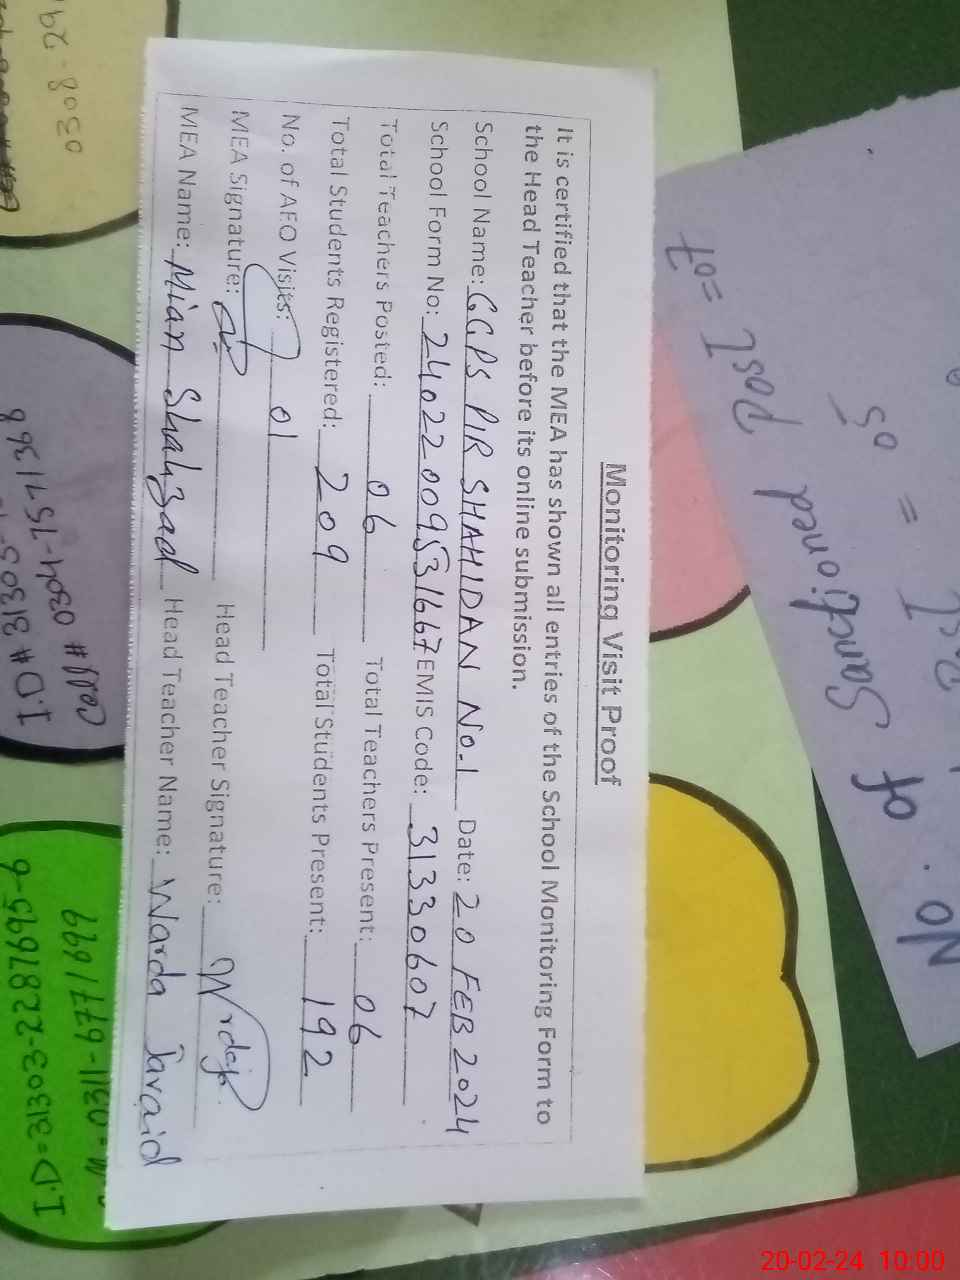 Monitoring Visit Proof
It is certified that the MEA has shown all entries of the School Monitoring Form to
the Head Teacher before its online submission.
School Name: GGPS PIR SHAHIDAN No.1 Date: 20 FEB 2024
School Form No: 24022009531667 EMIS Code: 31330607
Total Teachers Posted: 06 Total Teachers Present: 06
Total Students Registered: 209 Total Students Present: 192
No. of AEO Visits: 01
MEA Signature: Head Teacher Signature:
MEA Name: Mian Shahzad Head Teacher Name: Warda Javaid
No. of Sanctioned Post =07
=
05
0308-29
Cell# 0304-1571368
I.D# 31303-
0311-6771699
I.D=31303-2287695-6
20-02-24 10:00